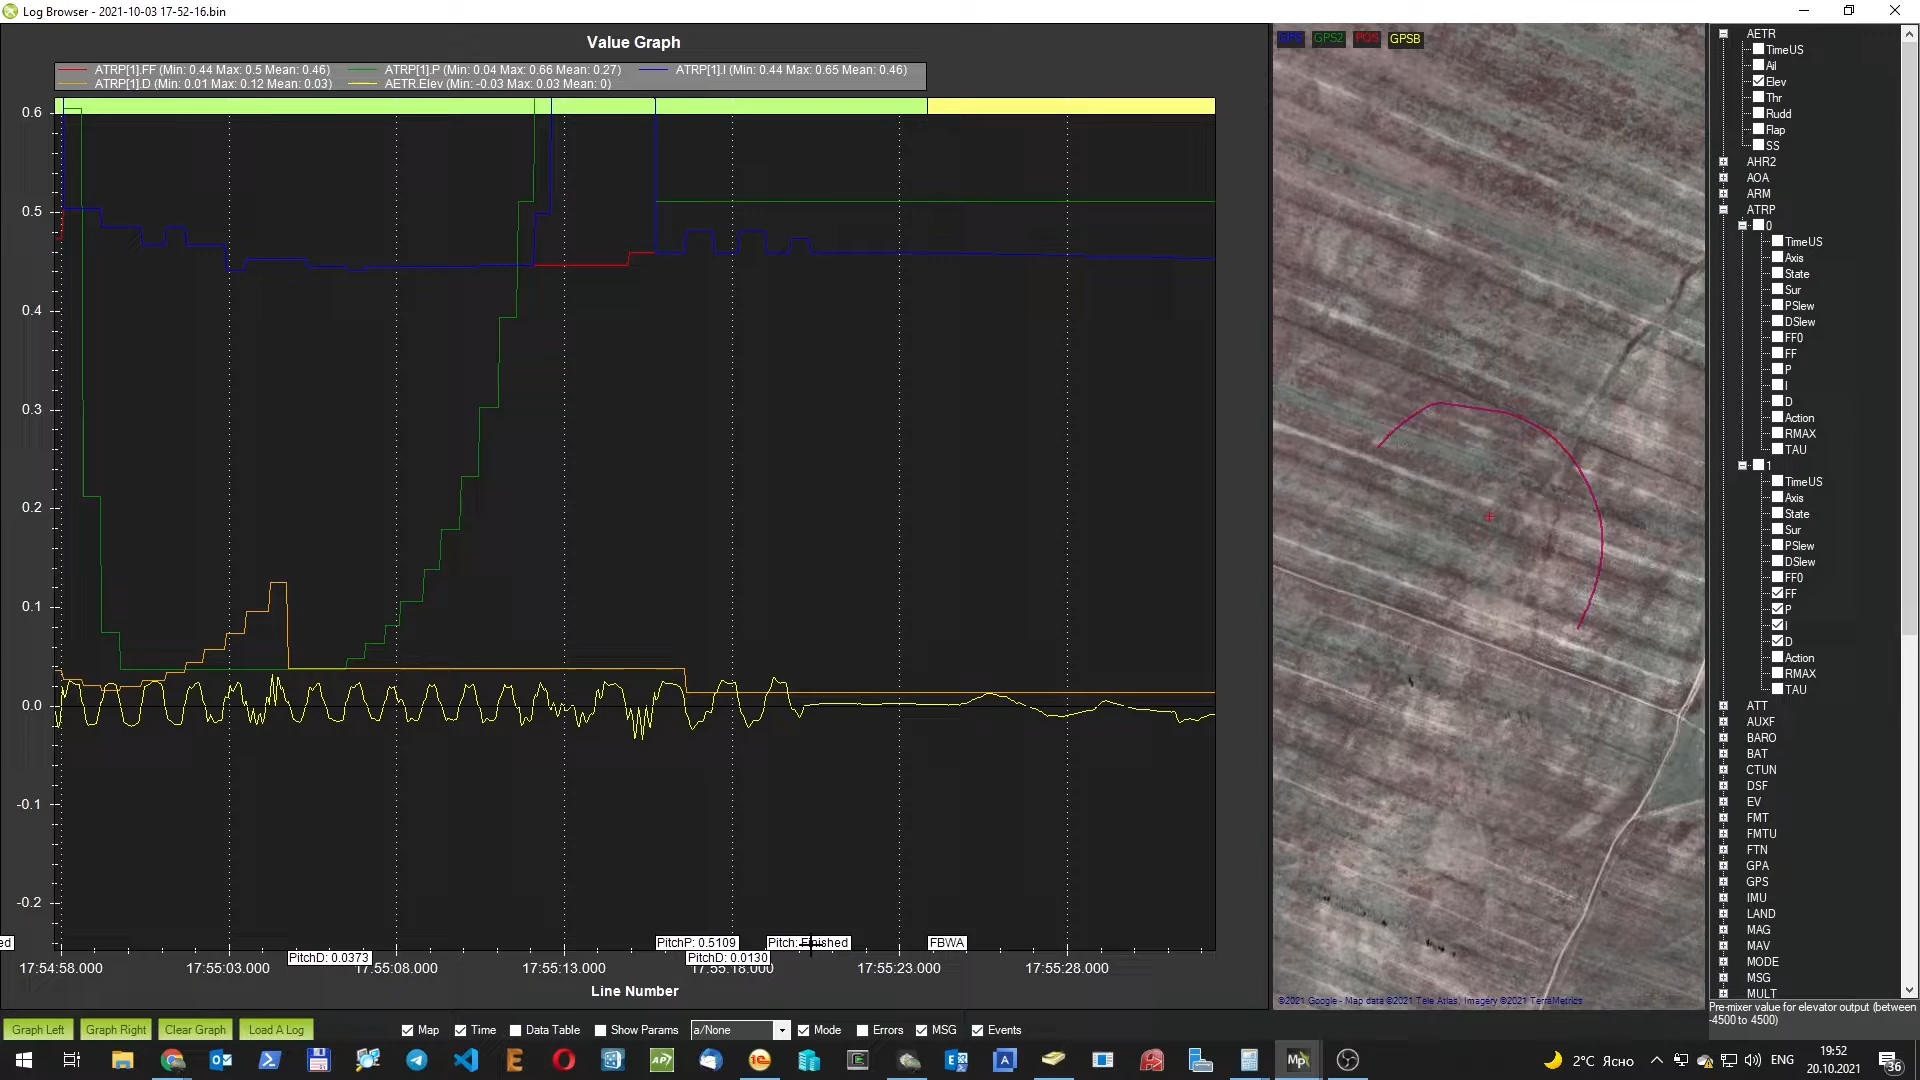 Log Browser - 2021-10-03 17-52-16.bin
Value Graph
ATRP[1].FF (Min: 0.44 Max: 0.5 Mean: 0.46)
ATRP[1].P (Min: 0.04 Max: 0.66 Mean: 0.27)
ATRP[1].I (Min: 0.44 Max: 0.65 Mean: 0.46)
ATRP[1].D (Min: 0.01 Max: 0.12 Mean: 0.03)
AETR.Elev (Min: -0.03 Max: 0.03 Mean: 0)
0.6
0.5
0.4
0.3
0.2
0.1
0.0
-0.1
-0.2
ed
PitchP: 0.5109
Pitch: Finished
FBWA
PitchD: 0.0373
PitchD: 0.0130
17:54:58.000
17:55:03.000
17:55:08.000
17:55:13.000
17:55:18.000
17:55:23.000
17:55:28.000
Line Number
GPS
GPS2
POS
GPSB
©2021 Google - Map data ©2021 Tele Atlas, Imagery ©2021 TerraMetrics
AETR
TimeUS
Ail
Elev
Thr
Rudd
Flap
SS
AHR2
AOA
ARM
ATRP
0
TimeUS
Axis
State
Sur
PSlew
DSlew
FF0
FF
P
I
D
Action
RMAX
TAU
1
TimeUS
Axis
State
Sur
PSlew
DSlew
FF0
FF
P
I
D
Action
RMAX
TAU
ATT
AUXF
BARO
BAT
CTUN
DSF
EV
FMT
FMTU
FTN
GPA
GPS
IMU
LAND
MAG
MAV
MODE
MSG
MULT
Pre-mixer value for elevator output (between
-4500 to 4500)
Graph Left
Graph Right
Clear Graph
Load A Log
Map
Time
Data Table
Show Params
a/None
Mode
Errors
MSG
Events
2°C Ясно
ENG
19:52
20.10.2021
36